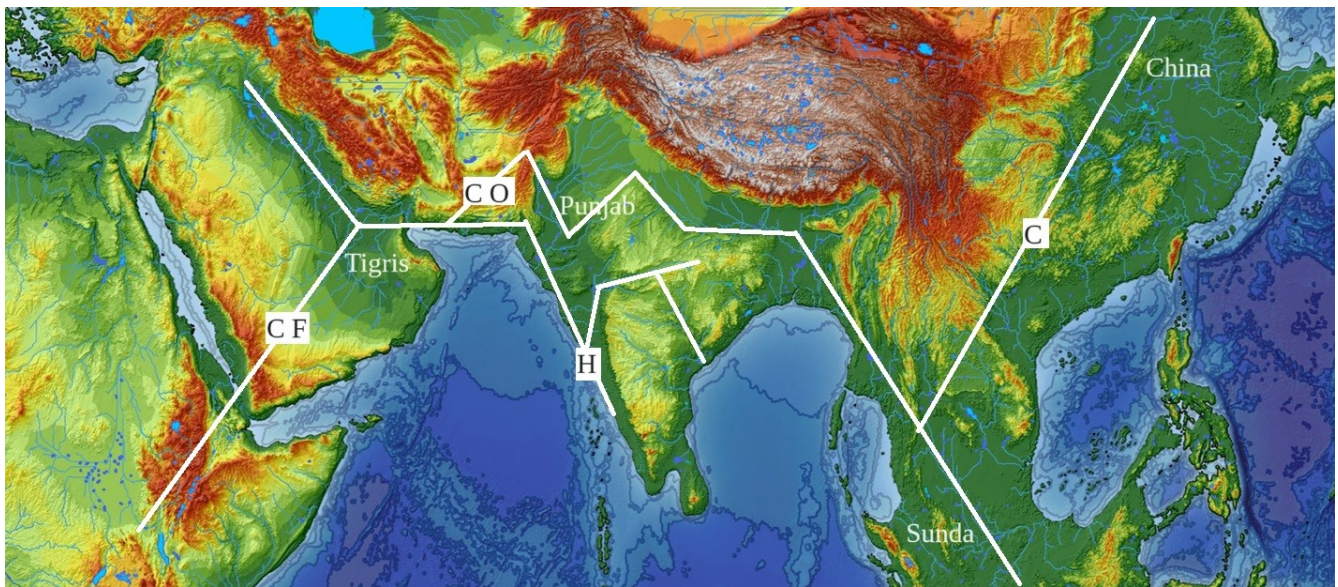 China
C O
Punjab
C
Tigris
C F
H
Sunda